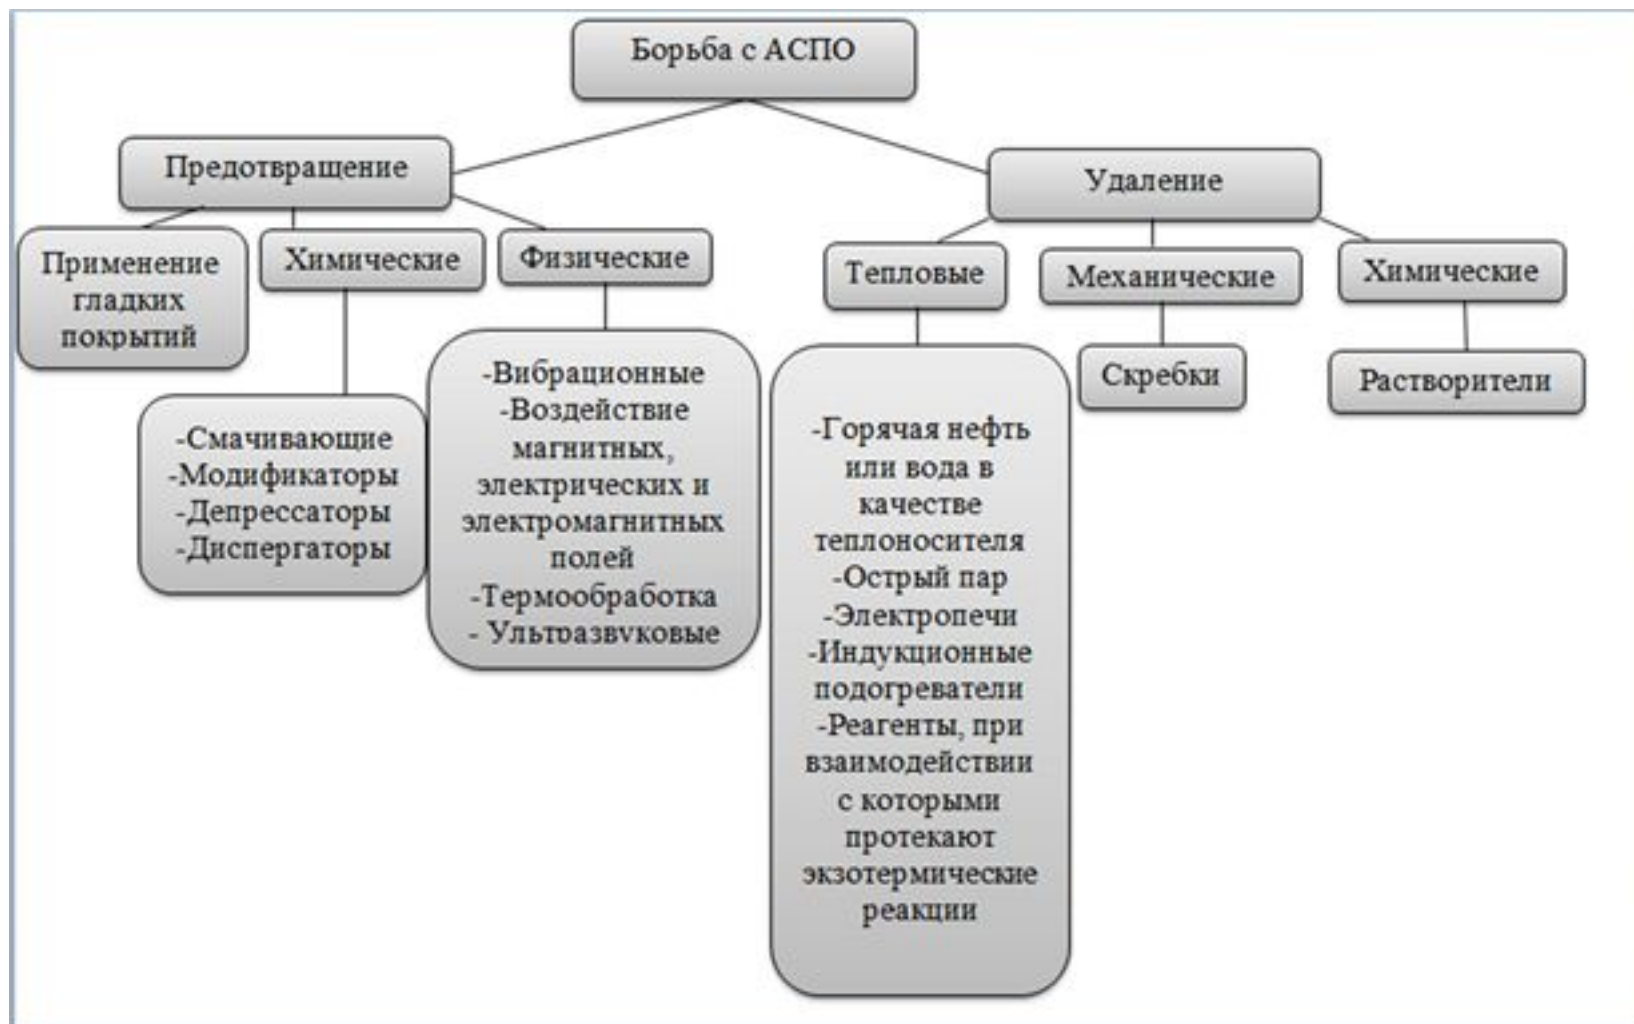 Борьба с АСПО
Предотвращение
Удаление
Применение
гладких
покрытий
Химические
Физические
Тепловые
Механические
Химические
-Смачивающие
-Модификаторы
-Депрессаторы
-Диспергаторы
-Вибрационные
-Воздействие
магнитных,
электрических и
электромагнитных
полей
-Термообработка
- Ультразвуковые
-Горячая нефть
или вода в
качестве
теплоносителя
-Острый пар
-Электропечи
-Индукционные
подогреватели
-Реагенты, при
взаимодействии
с которыми
протекают
экзотермические
реакции
Скребки
Растворители